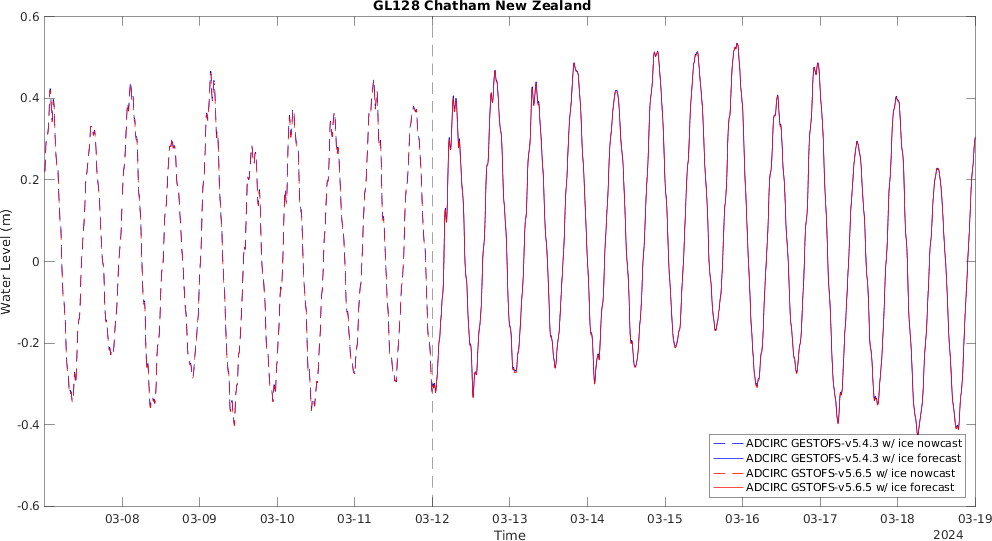 GL128 Chatham New Zealand
0.6
0.4
0.2
0
-0.2
-0.4
-0.6
Water Level (m)
ADCIRC GESTOFS-v5.4.3 w/ ice nowcast
ADCIRC GESTOFS-v5.4.3 w/ ice forecast
ADCIRC GSTOFS-v5.6.5 w/ ice nowcast
ADCIRC GSTOFS-v5.6.5 w/ ice forecast
03-08 03-09 03-10 03-11 03-12 03-13 03-14 03-15 03-16 03-17 03-18 03-19
Time
2024